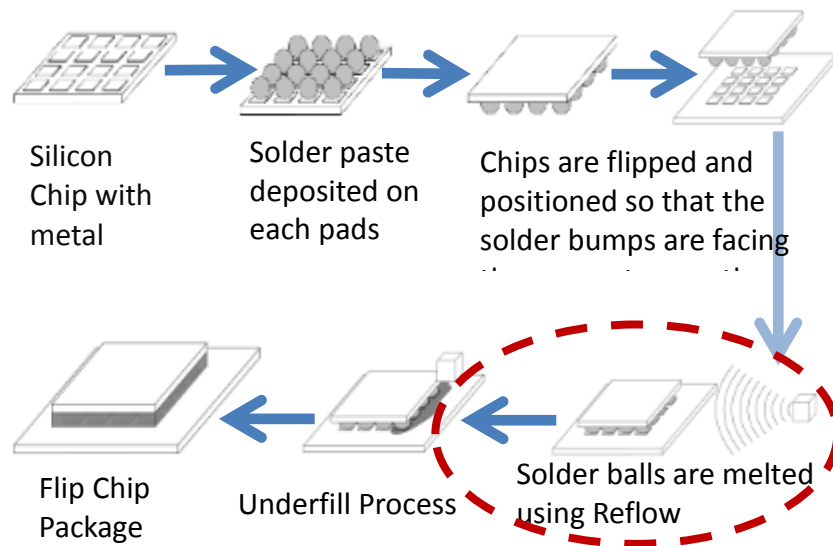 Silicon
Chip with
metal
Solder paste
deposited on
each pads
Chips are flipped and
positioned so that the
solder bumps are facing
Solder balls are melted
using Reflow
Underfill Process
Flip Chip
Package